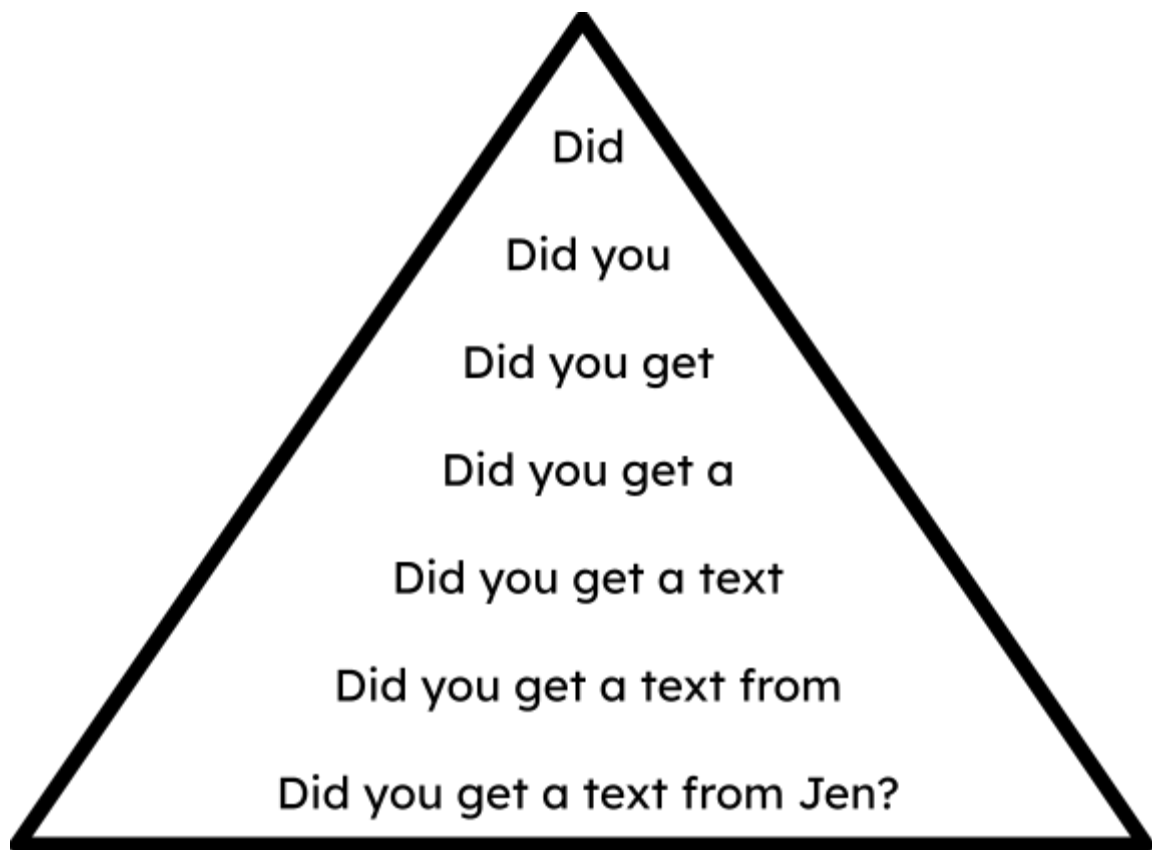 Did
Did you
Did you get
Did you get a
Did you get a text
Did you get a text from
Did you get a text from Jen?